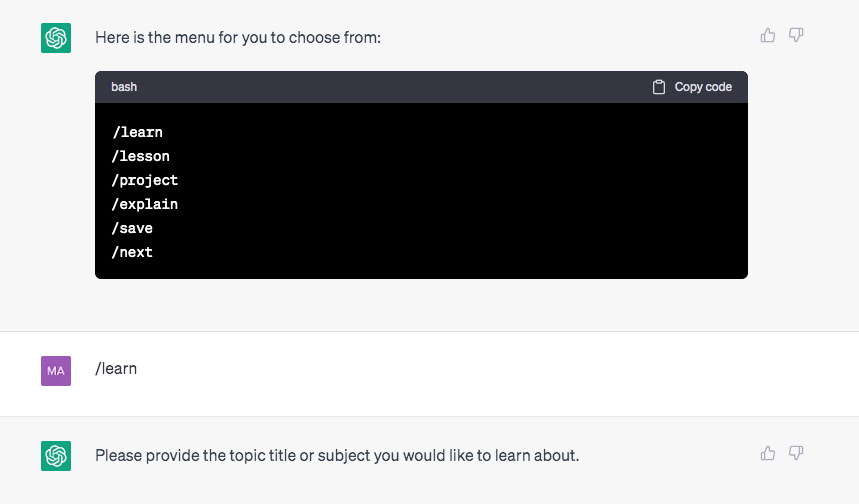 Here is the menu for you to choose from:
bash Copy code
/learn
/lesson
/project
/explain
/save
/next
MA /learn
Please provide the topic title or subject you would like to learn about.